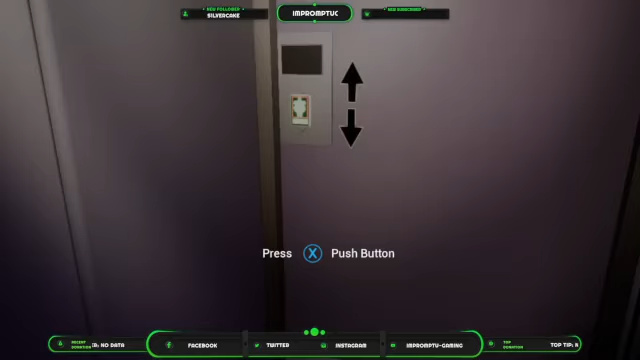 NEW FOLLOWER
SILVERCAKE
IMPROMPTUC
NEW SUBSCRIBER
Press X Push Button
RECENT DONATION
NO DATA
FACEBOOK
TWITTER
INSTAGRAM
IMPROMPTU-GAMING
TOP DONATION
TOP TIP: N